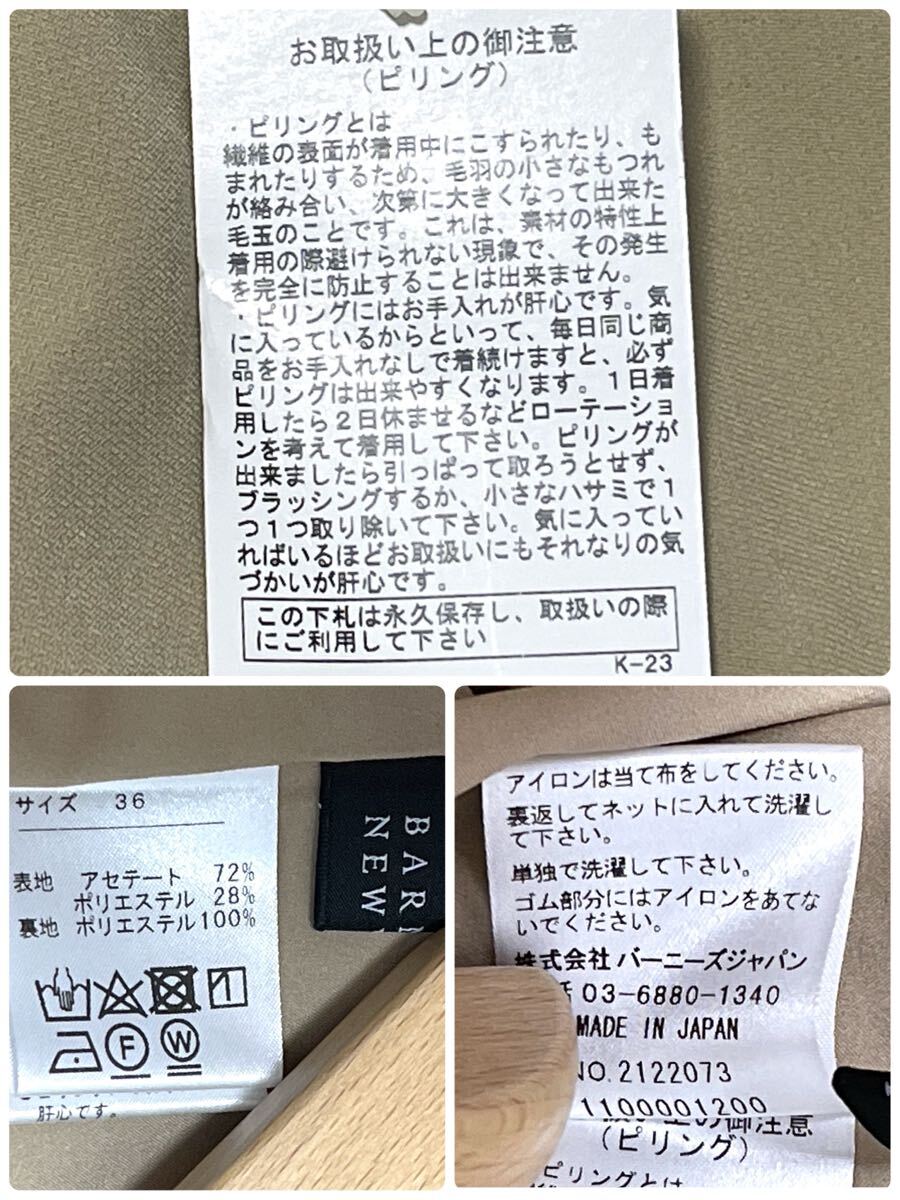 お取扱い上の御注意
(ピリング)
・ピリングとは
繊維の表面が着用中にこすられたり、も
まれたりするため、毛羽の小さなもつれ
が絡み合い、次第に大きくなって出来た
毛玉のことです。これは、素材の特性上
着用の際避けられない現象で、その発生
を完全に防止することは出来ません。
・ピリングにはお手入れが肝心です。気
に入っているからといって、毎日同じ商
品をお手入れなしで着続けますと、必ず
ピリングは出来やすくなります。1日着
用したら2日休ませるなどローテーショ
ンを考えて着用して下さい。ピリングが
出来ましたら引っぱって取ろうとせず、
ブラッシングするか、小さなハサミで1
つ1つ取り除いて下さい。気に入ってい
ればいるほどお取扱いにもそれなりの気
づかいが肝心です。
この下札は永久保存し、取扱いの際
にご利用して下さい
K-23
サイズ 36
表地 アセテート 72%
ポリエステル 28%
裏地 ポリエステル100%
F W
肝心です。
BAR
NEW
アイロンは当て布をしてください。
裏返してネットに入れて洗濯し
て下さい。
単独で洗濯して下さい。
ゴム部分にはアイロンをあてな
いでください。
株式会社 バーニーズジャパン
話 03-6880-1340
MADE IN JAPAN
NO.2122073
1100001200
い上の御注意
(ピリング)
ピリングとは